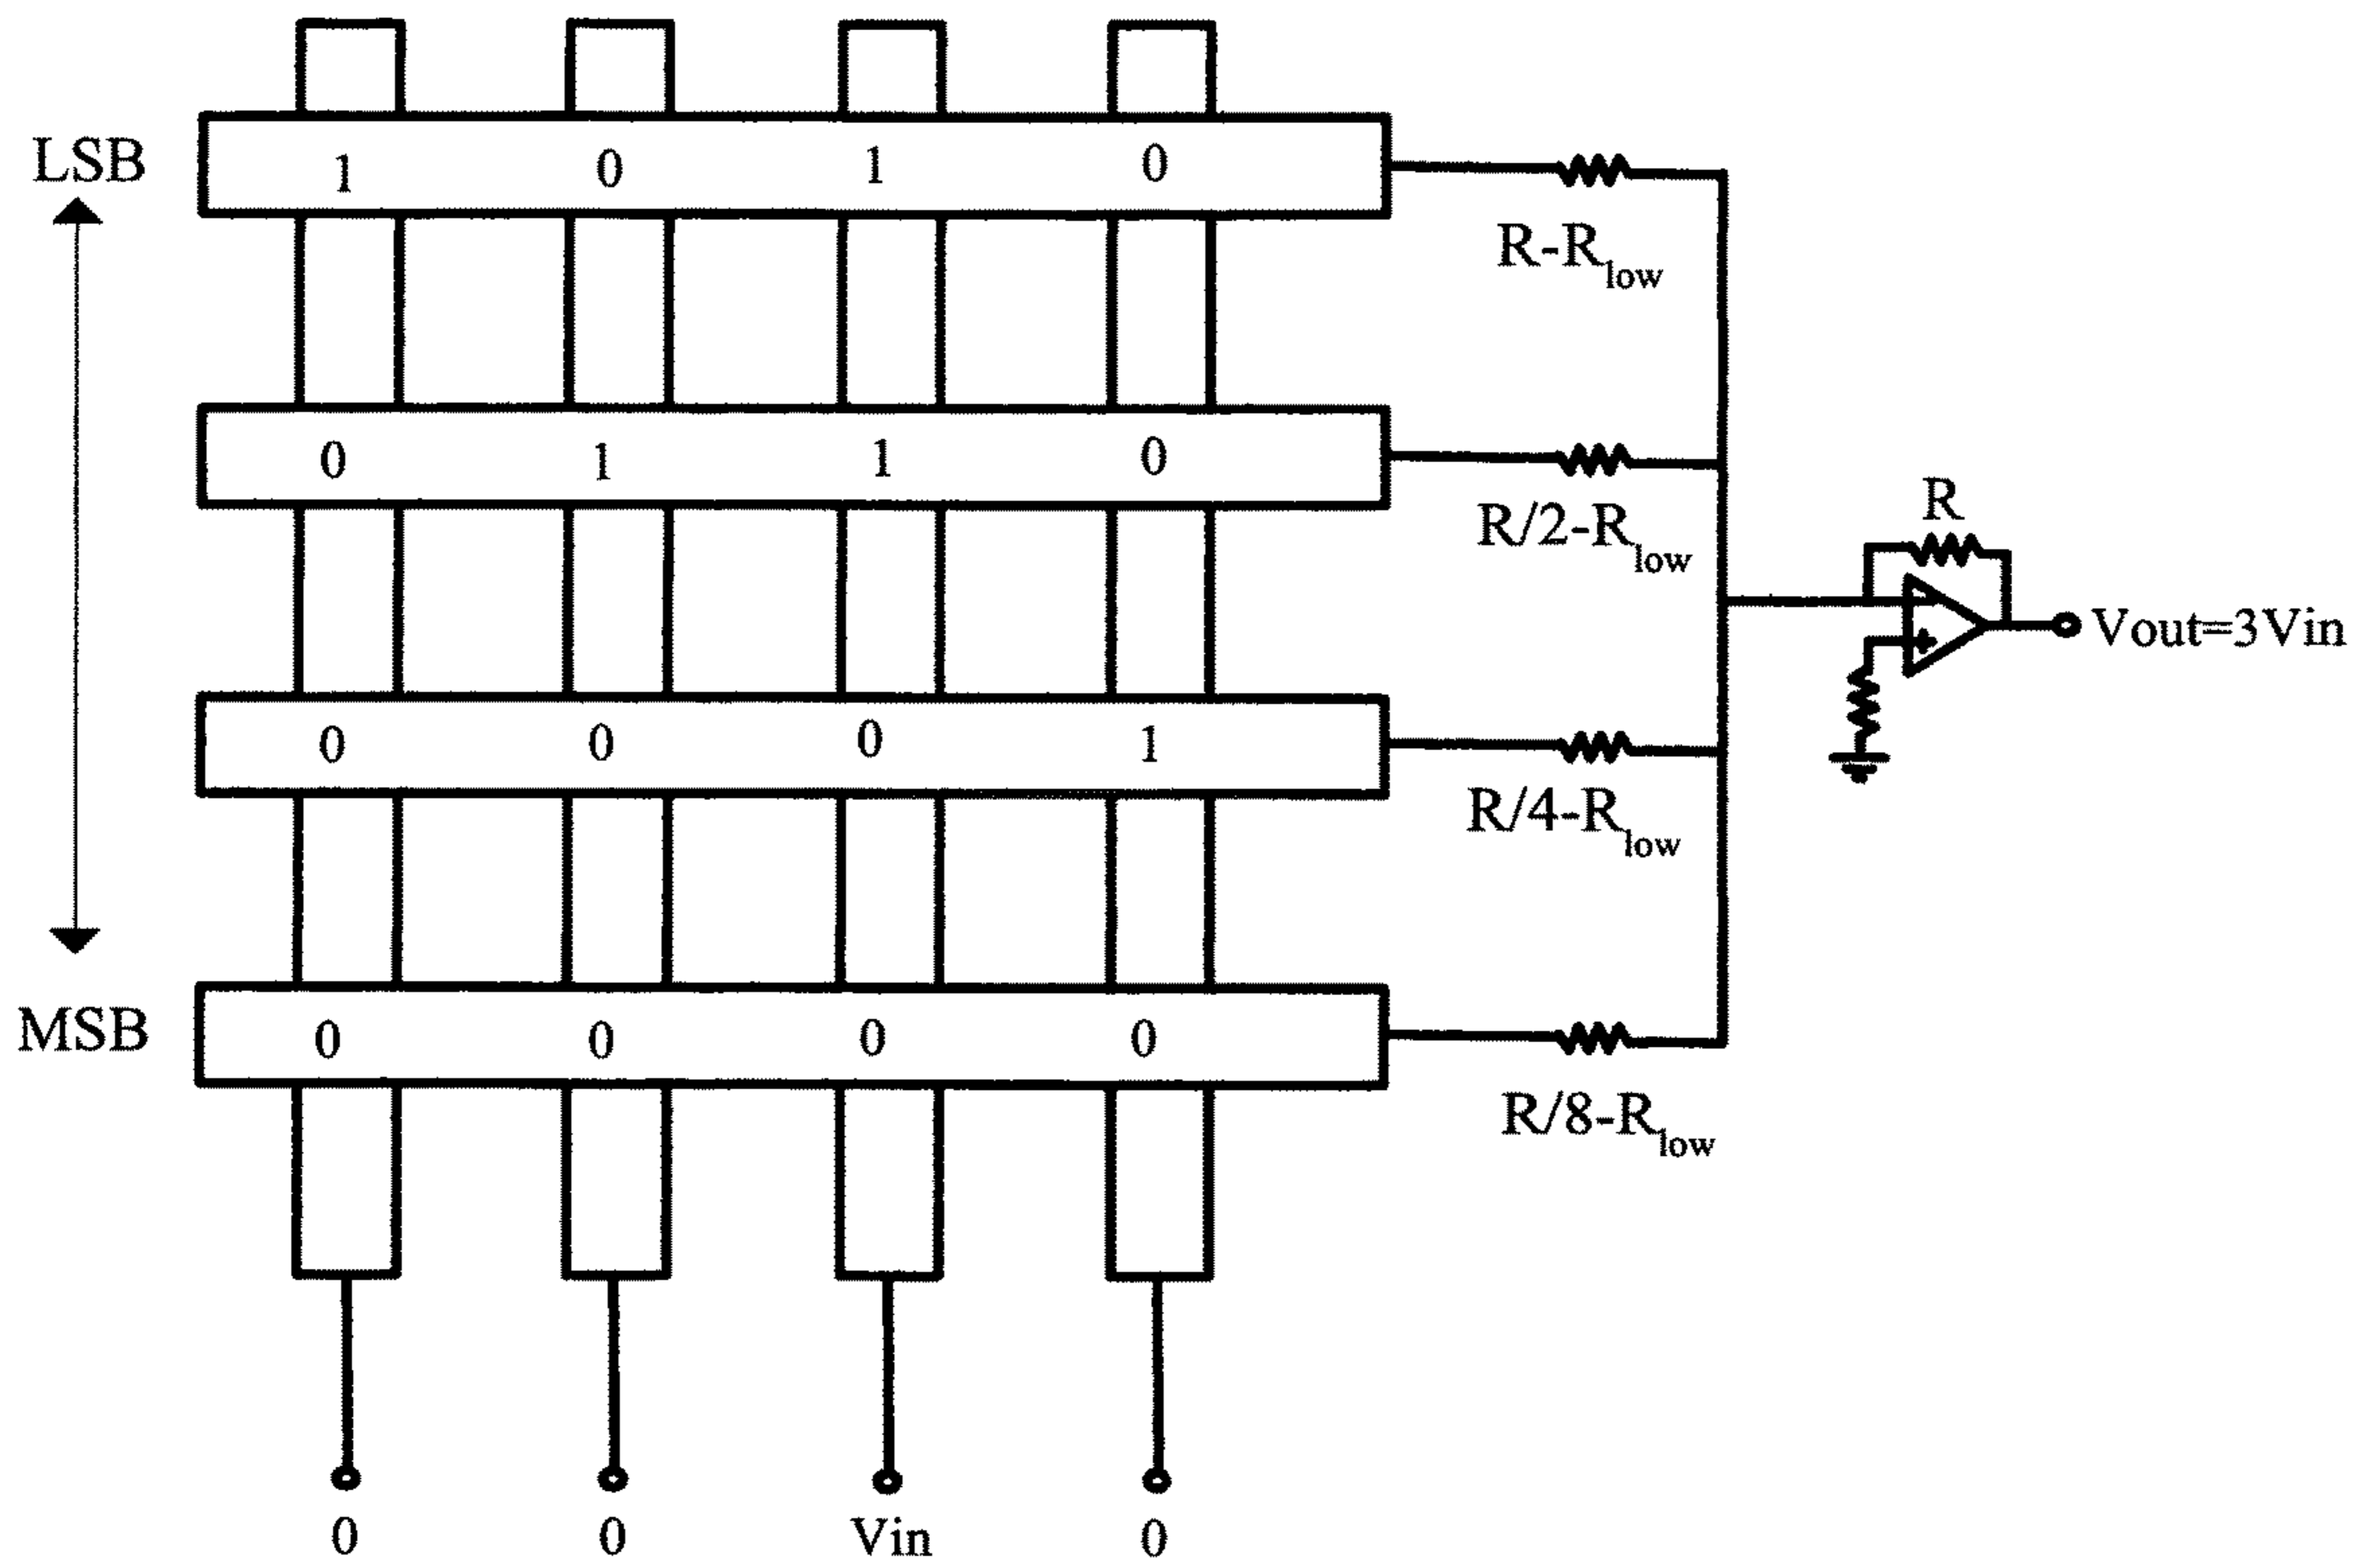 LSB
1 0 1 0
R-Rlow
0 1 1 0
R/2-Rlow
R
-
+
Vout=3Vin
0 0 0 1
R/4-Rlow
MSB
0 0 0 0
R/8-Rlow
0 0 Vin 0